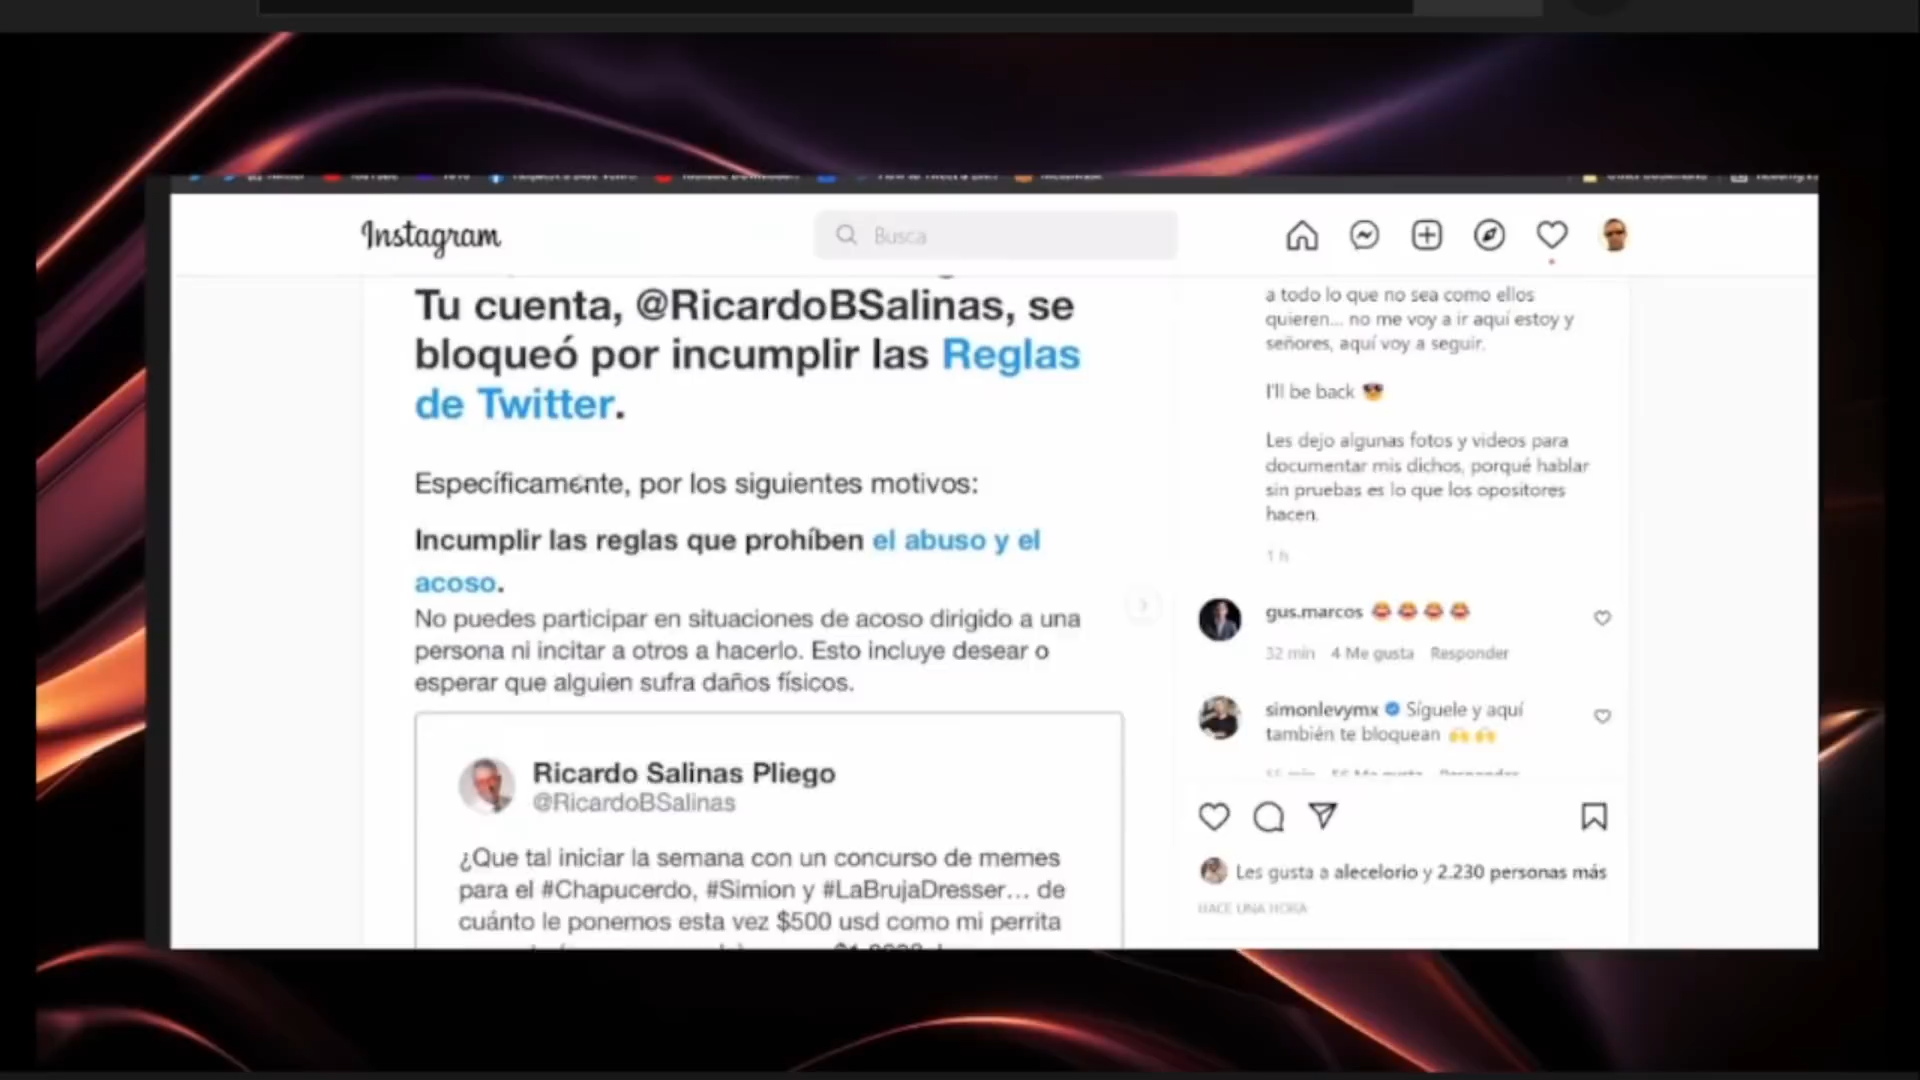 Instagram
Busca
Tu cuenta, @RicardoBSalinas, se
bloqueó por incumplir las Reglas
de Twitter.
Específicamente, por los siguientes motivos:
Incumplir las reglas que prohíben el abuso y el
acoso.
No puedes participar en situaciones de acoso dirigido a una
persona ni incitar a otros a hacerlo. Esto incluye desear o
esperar que alguien sufra daños físicos.
Ricardo Salinas Pliego
@RicardoBSalinas
¿Que tal iniciar la semana con un concurso de memes
para el #Chapucerdo, #Simion y #LaBrujaDresser... de
cuánto le ponemos esta vez $500 usd como mi perrita
a todo lo que no sea como ellos
quieren... no me voy a ir aquí estoy y
señores, aquí voy a seguir.
I'll be back 😎
Les dejo algunas fotos y videos para
documentar mis dichos, porqué hablar
sin pruebas es lo que los opositores
hacen.
1 h
gus.marcos 😂😂😂😂
32 min 4 Me gusta Responder
simonlevymx Síguele y aquí
también te bloquean 🙌🙌
55 min 56 Me gusta Responder
Les gusta a alecelorio y 2.230 personas más
HACE UNA HORA